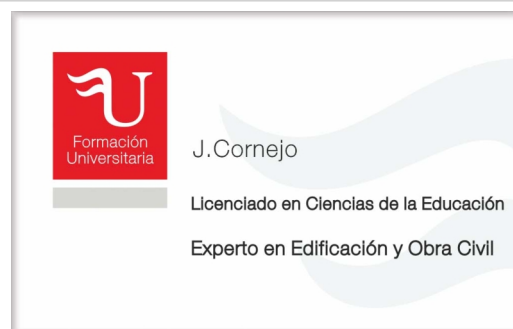 U
Formación
Universitaria
J.Cornejo
Licenciado en Ciencias de la Educación
Experto en Edificación y Obra Civil